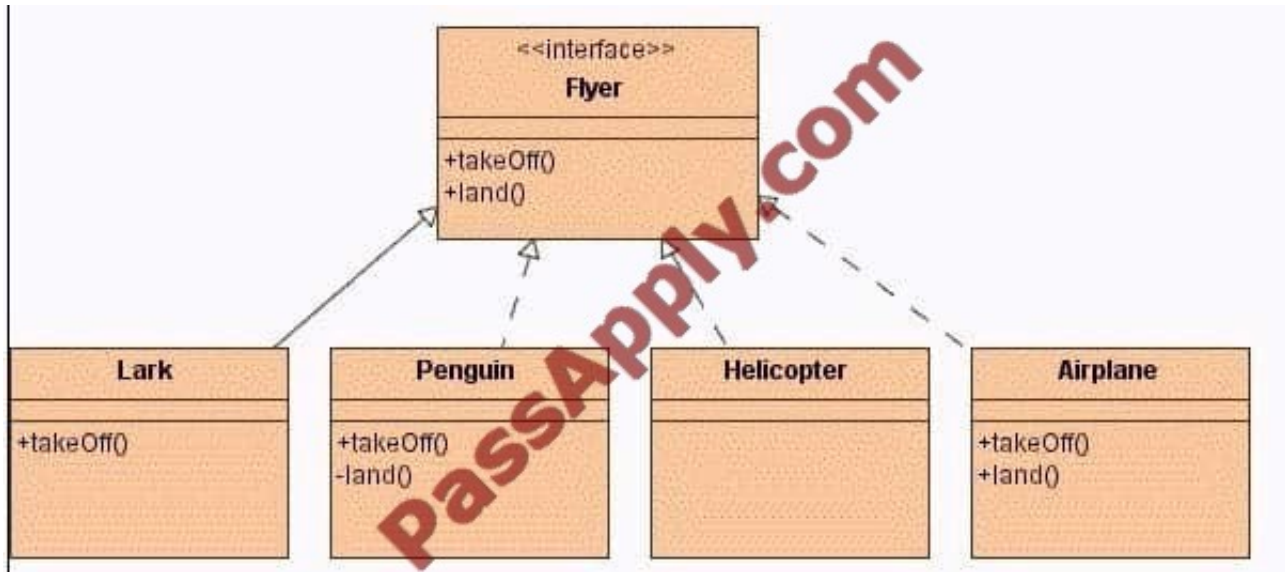 <<interface>>
Flyer
+takeOff()
+land()
Lark
+takeOff()
Penguin
+takeOff()
-land()
Helicopter
Airplane
+takeOff()
+land()
PassApply.com